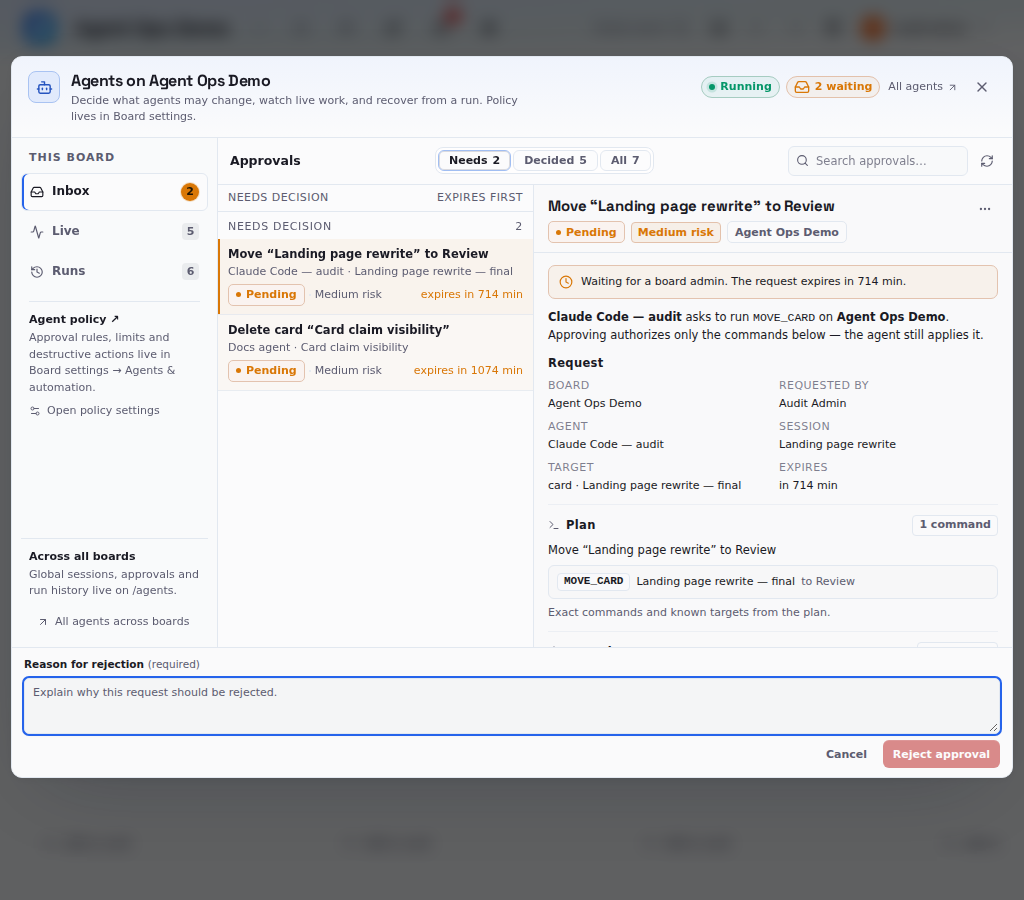 Agents on Agent Ops Demo
Decide what agents may change, watch live work, and recover from a run. Policy
lives in Board settings.
Running
2 waiting
All agents ↗
THIS BOARD
Inbox 2
Live 5
Runs 6
Agent policy ↗
Approval rules, limits and
destructive actions live in
Board settings → Agents &
automation.
Open policy settings
Across all boards
Global sessions, approvals and
run history live on /agents.
All agents across boards
Approvals
Needs 2
Decided 5
All 7
Search approvals...
NEEDS DECISION EXPIRES FIRST
NEEDS DECISION 2
Move “Landing page rewrite” to Review
Claude Code — audit · Landing page rewrite — final
Pending Medium risk expires in 714 min
Delete card “Card claim visibility”
Docs agent · Card claim visibility
Pending Medium risk expires in 1074 min
Move “Landing page rewrite” to Review
Pending Medium risk Agent Ops Demo
Waiting for a board admin. The request expires in 714 min.
Claude Code — audit asks to run MOVE_CARD on Agent Ops Demo.
Approving authorizes only the commands below — the agent still applies it.
Request
BOARD REQUESTED BY
Agent Ops Demo Audit Admin
AGENT SESSION
Claude Code — audit Landing page rewrite
TARGET EXPIRES
card · Landing page rewrite — final in 714 min
Plan 1 command
Move “Landing page rewrite” to Review
MOVE_CARD Landing page rewrite — final to Review
Exact commands and known targets from the plan.
Reason for rejection (required)
Explain why this request should be rejected.
Cancel
Reject approval